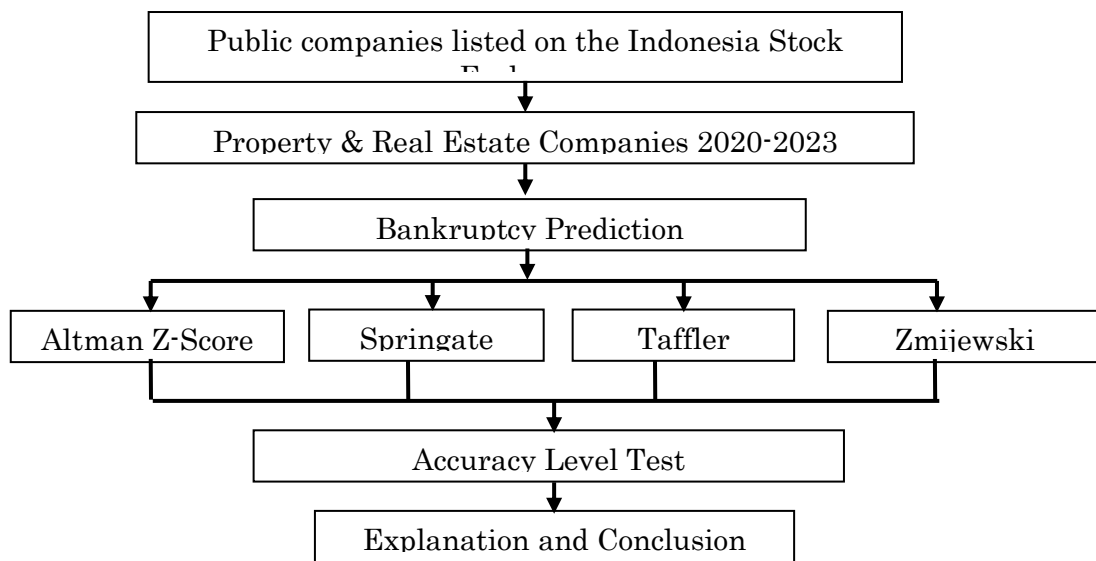 Public companies listed on the Indonesia Stock
Property & Real Estate Companies 2020-2023
Bankruptcy Prediction
Altman Z-Score
Springate
Taffler
Zmijewski
Accuracy Level Test
Explanation and Conclusion